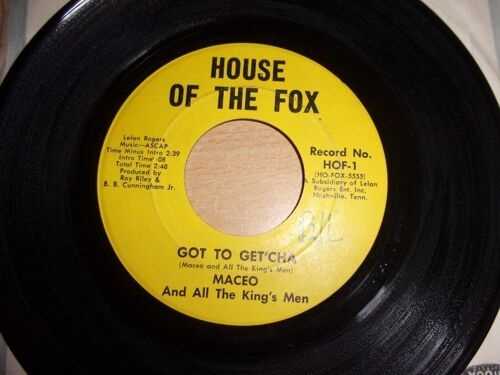 HOUSE
OF THE FOX
Lelan Rogers
Music—ASCAP
Time Minus Intro 2:39
Intro Time :08
Total Time 2:48
Produced by
Ray Riley &
B. B. Cunningham Jr.
Record No.
HOF-1
(HO-FOX-5555)
A Subsidiary of Lelan
Rogers Ent. Inc.
Nashville, Tenn.
GOT TO GET'CHA
(Maceo and All The King's Men)
MACEO
And All The King's Men